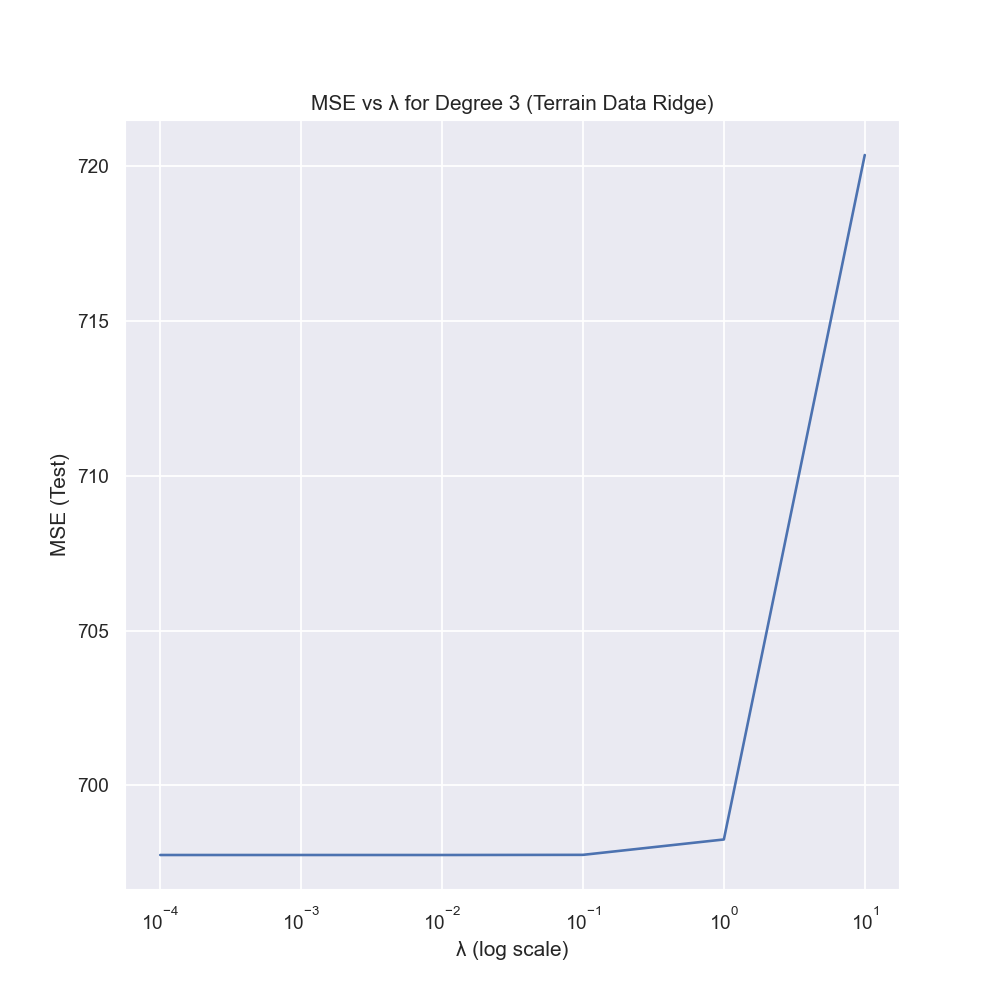 MSE vs λ for Degree 3 (Terrain Data Ridge)
MSE (Test)
720
715
710
705
700
10⁻⁴ 10⁻³ 10⁻² 10⁻¹ 10⁰ 10¹
λ (log scale)